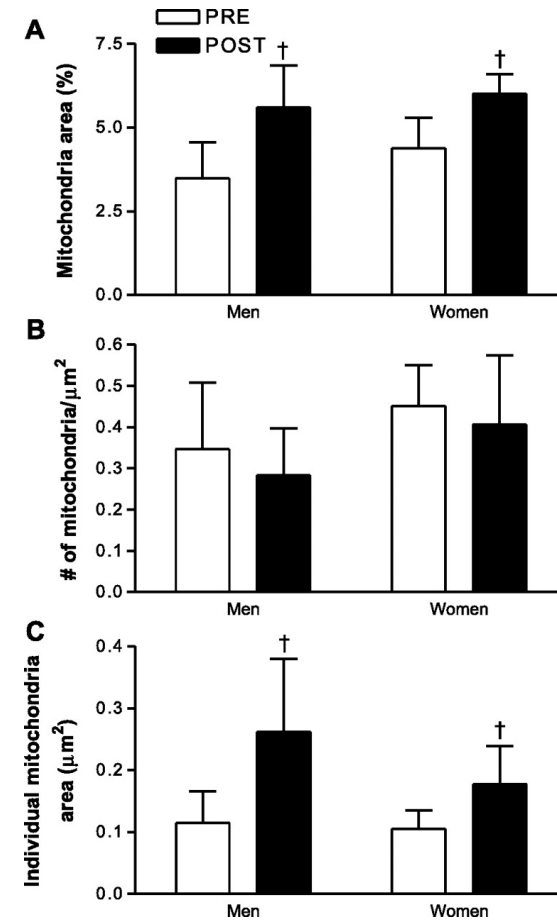 PRE
POST
A
Mitochondria area (%)
7.5
5.0
2.5
0.0
†
†
Men
Women
B
# of mitochondria/μm²
0.6
0.5
0.4
0.3
0.2
0.1
0.0
Men
Women
C
Individual mitochondria
area (μm²)
0.4
0.3
0.2
0.1
0.0
†
†
Men
Women